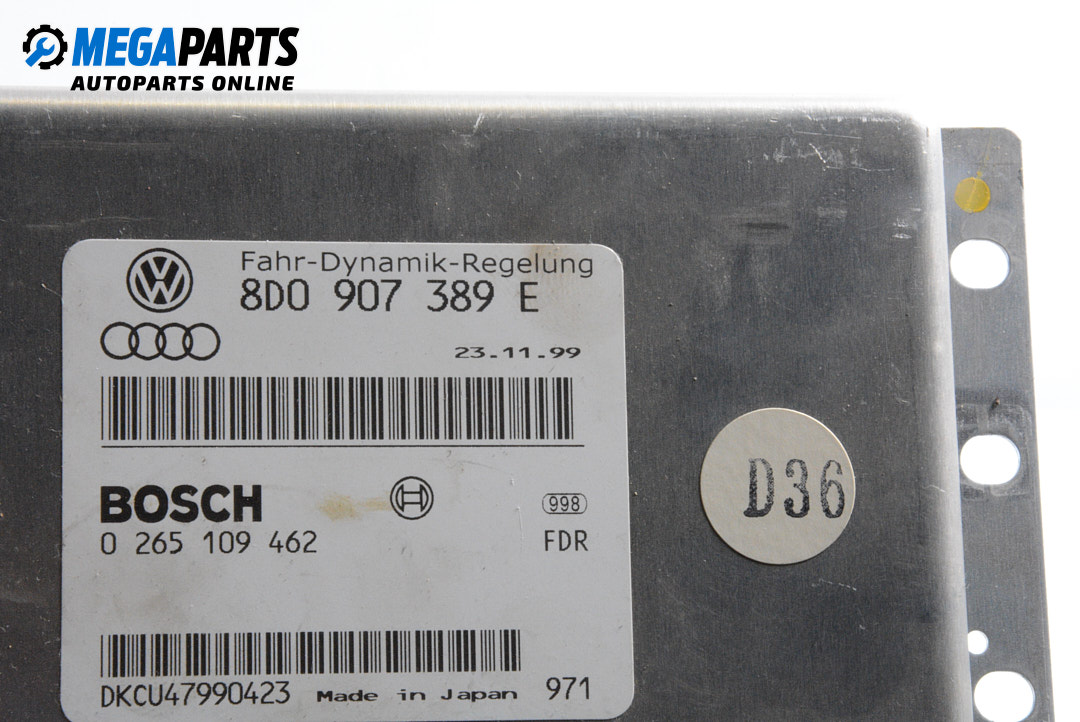 MEGAPARTS
AUTOPARTS ONLINE
Fahr-Dynamik-Regelung
8D0 907 389 E
23.11.99
BOSCH
998
0 265 109 462
FDR
D36
DKCU47990423 Made in Japan 971